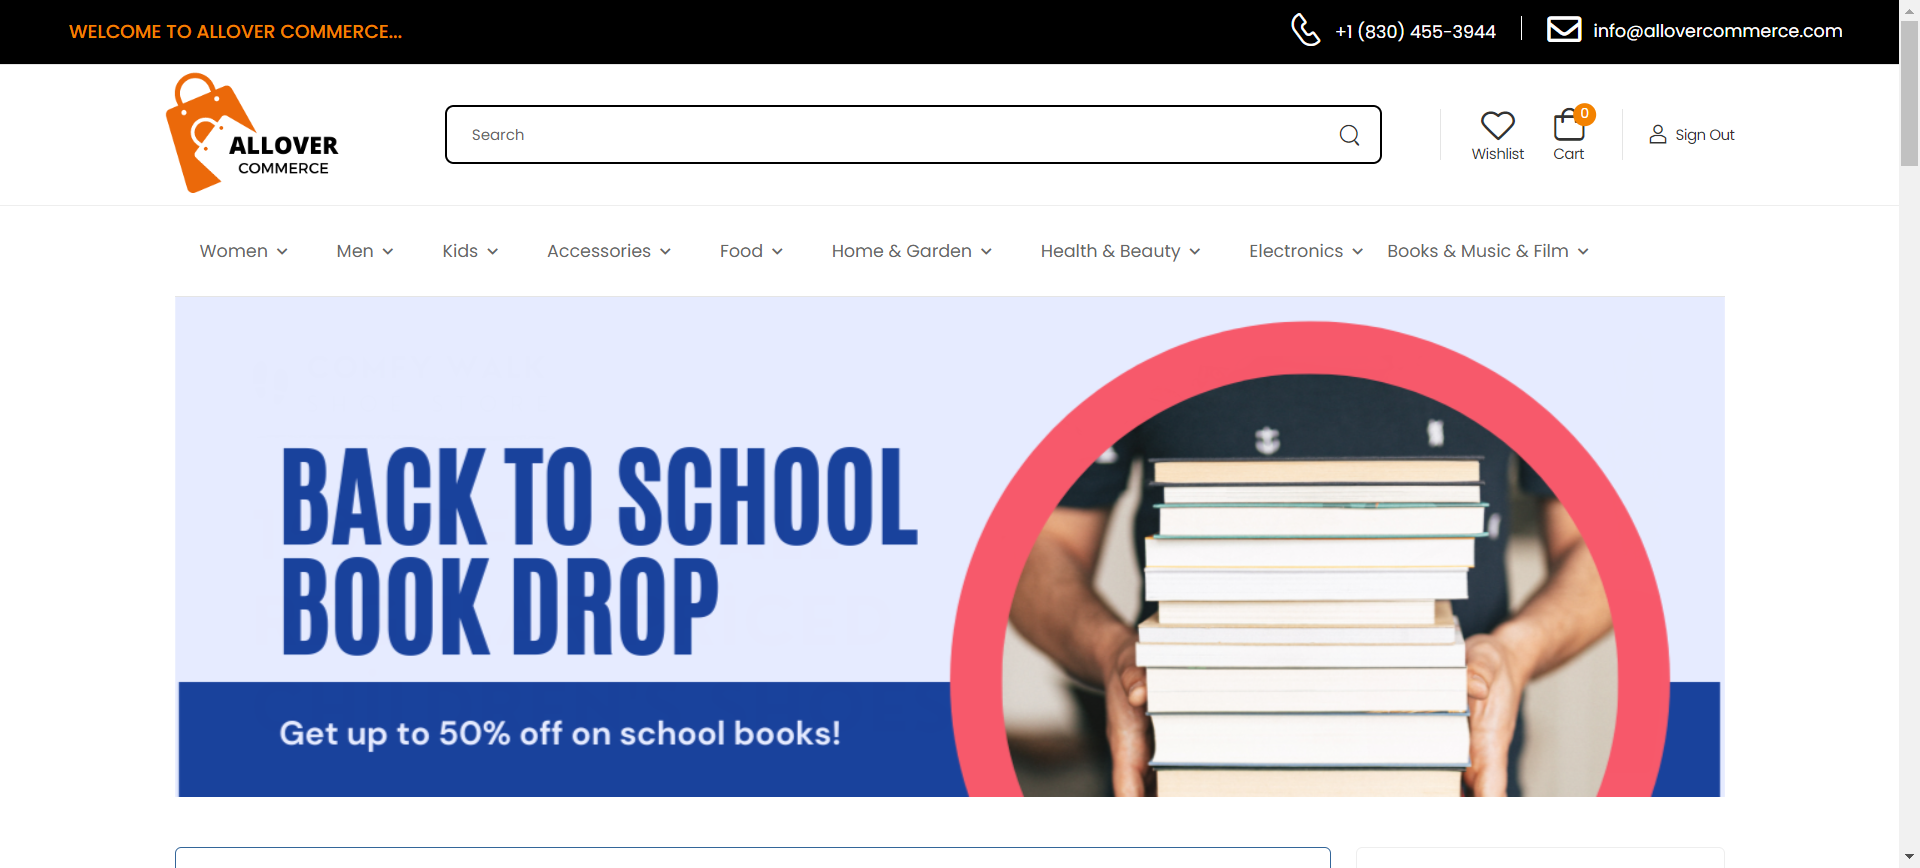 WELCOME TO ALLOVER COMMERCE...
+1 (830) 455-3944
info@allovercommerce.com
ALLOVER
COMMERCE
Search
Wishlist
0
Cart
Sign Out
Women
Men
Kids
Accessories
Food
Home & Garden
Health & Beauty
Electronics
Books & Music & Film
BACK TO SCHOOL
BOOK DROP
Get up to 50% off on school books!